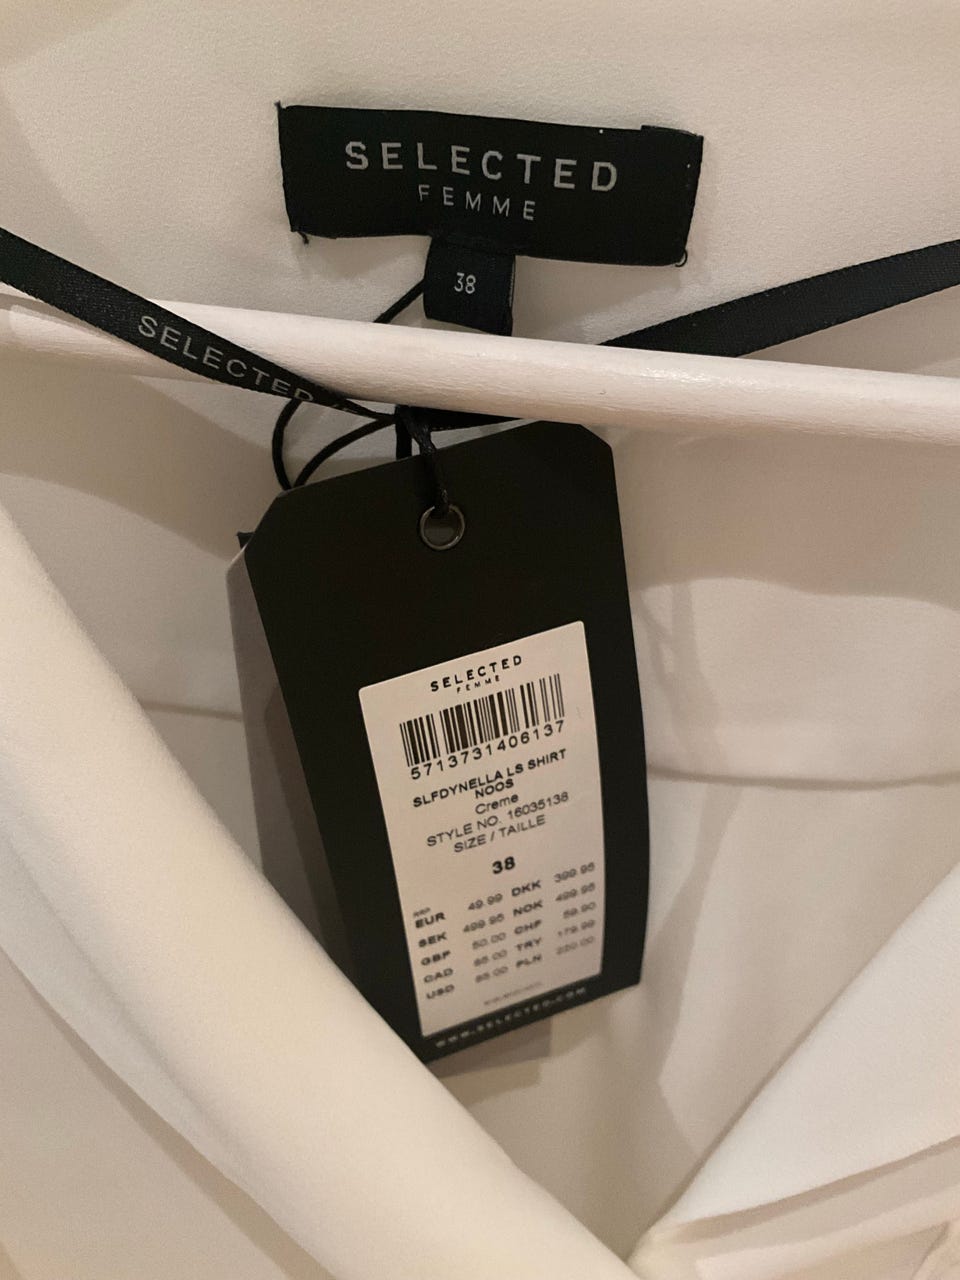 SELECTED
FEMME
38
SELECTED
SELECTED
FEMME
5713731406137
SLFDYNELLA LS SHIRT
NOOS
Creme
STYLE NO. 16035138
SIZE / TAILLE
38
RRP
EUR 49.99 DKK 399.95
SEK 499.95 NOK 499.95
GBP 50.00 CHF 59.90
CAD 85.00 TRY 179.99
USD 85.00 PLN
WWW.SELECTED.COM